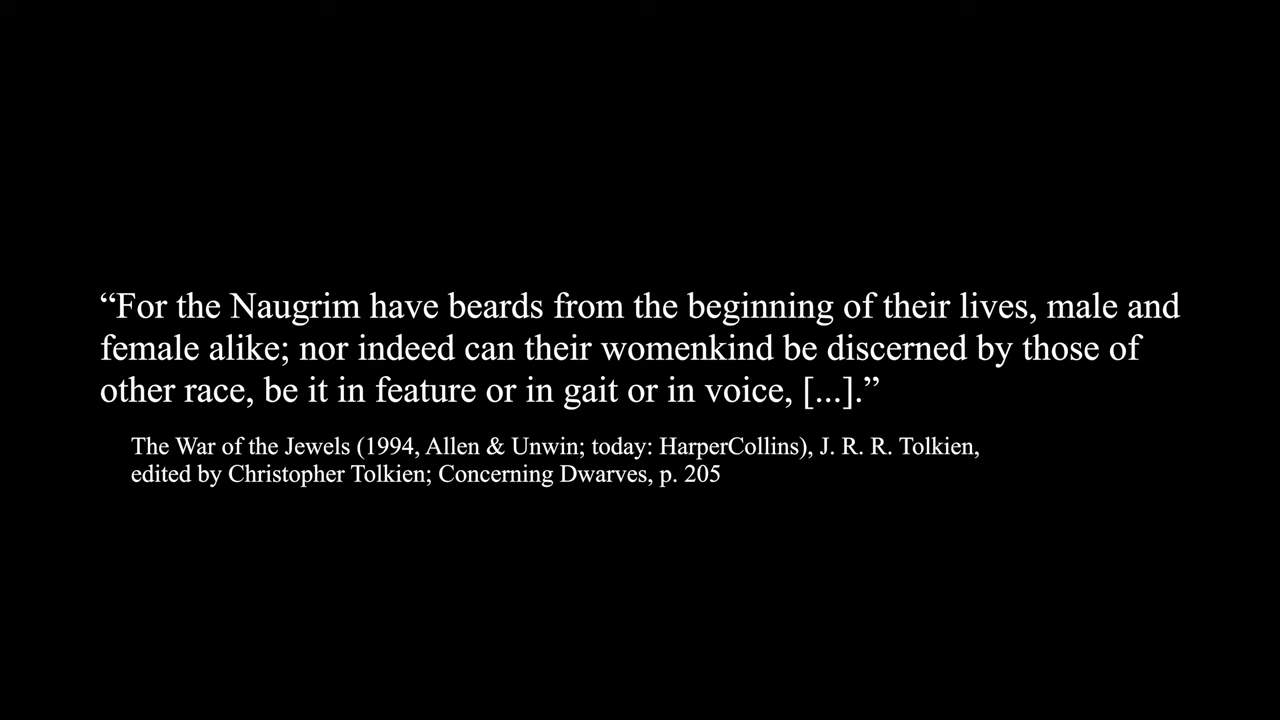 “For the Naugrim have beards from the beginning of their lives, male and
female alike; nor indeed can their womenkind be discerned by those of
other race, be it in feature or in gait or in voice, [...].”
The War of the Jewels (1994, Allen & Unwin; today: HarperCollins), J. R. R. Tolkien,
edited by Christopher Tolkien; Concerning Dwarves, p. 205